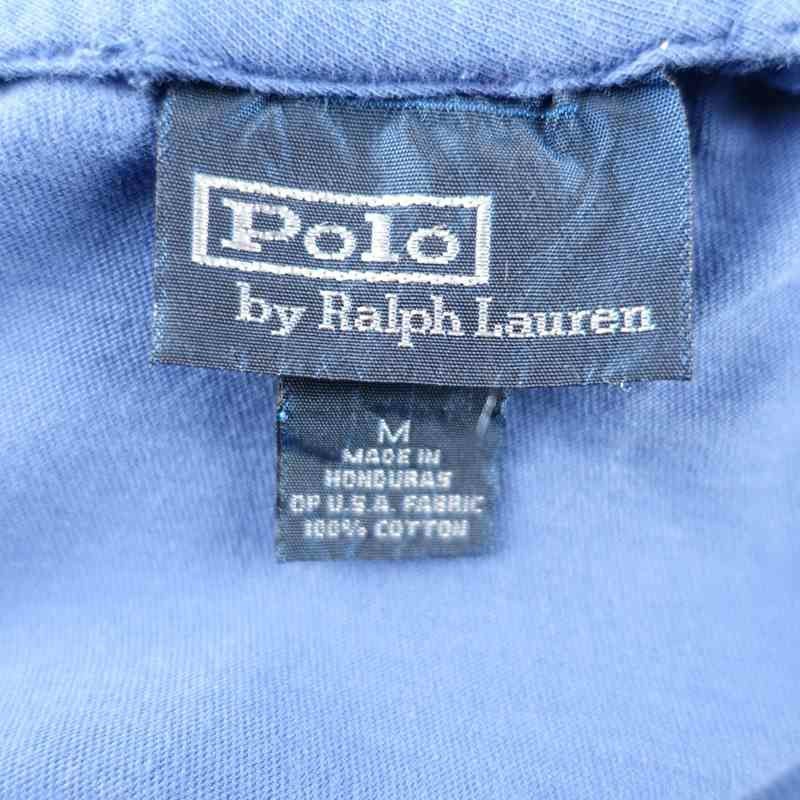 Polo
by Ralph Lauren
M
MADE IN
HONDURAS
OF U.S.A. FABRIC
100% COTTON